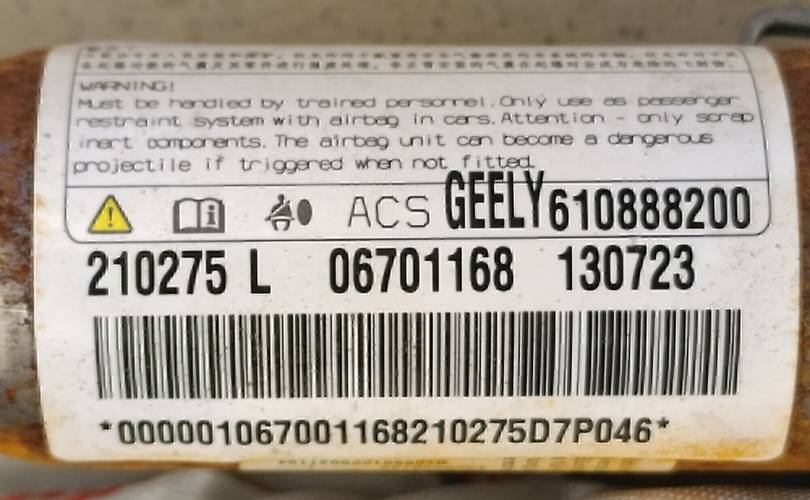 WARNING!
Must be handled by trained personnel. Only use as passenger
restraint system with airbag in cars. Attention - only scrap
inert components. The airbag unit can become a dangerous
projectile if triggered when not fitted
ACS GEELY 610888200
210275 L 06701168 130723
*000001067001168210275D7P046*